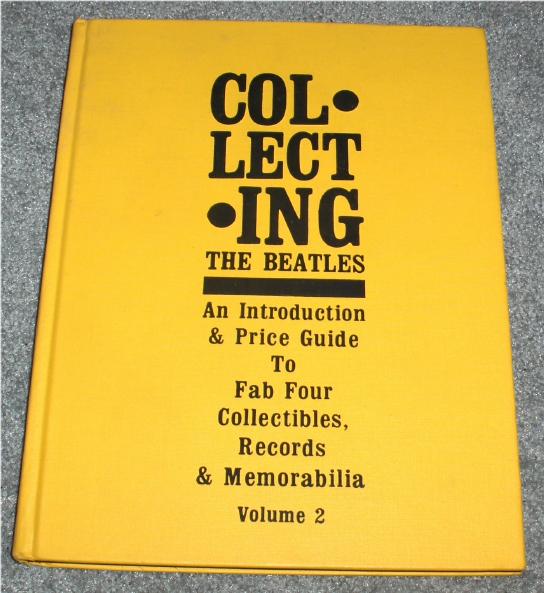 COL•
LECT
•ING
THE BEATLES
An Introduction
& Price Guide
To
Fab Four
Collectibles,
Records
& Memorabilia
Volume 2